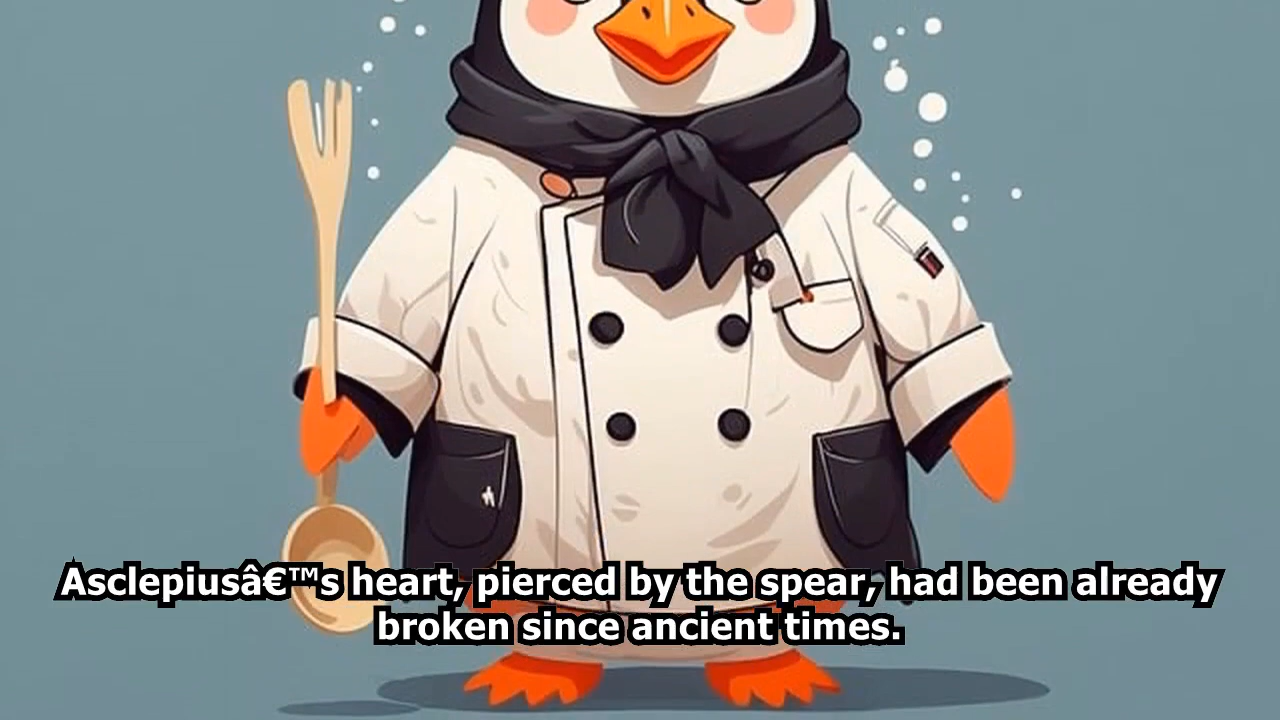 Asclepiusâ€™s heart, pierced by the spear, had been already
broken since ancient times.